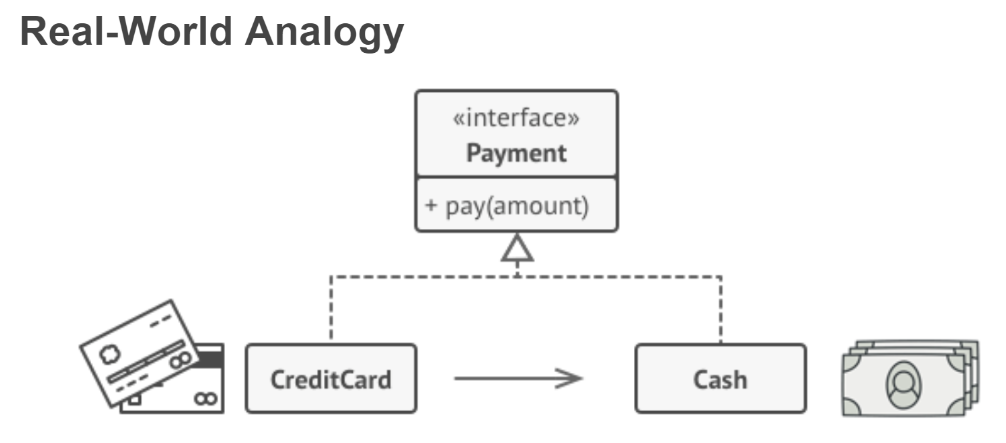 Real-World Analogy
«interface»
Payment
+ pay(amount)
CreditCard
Cash